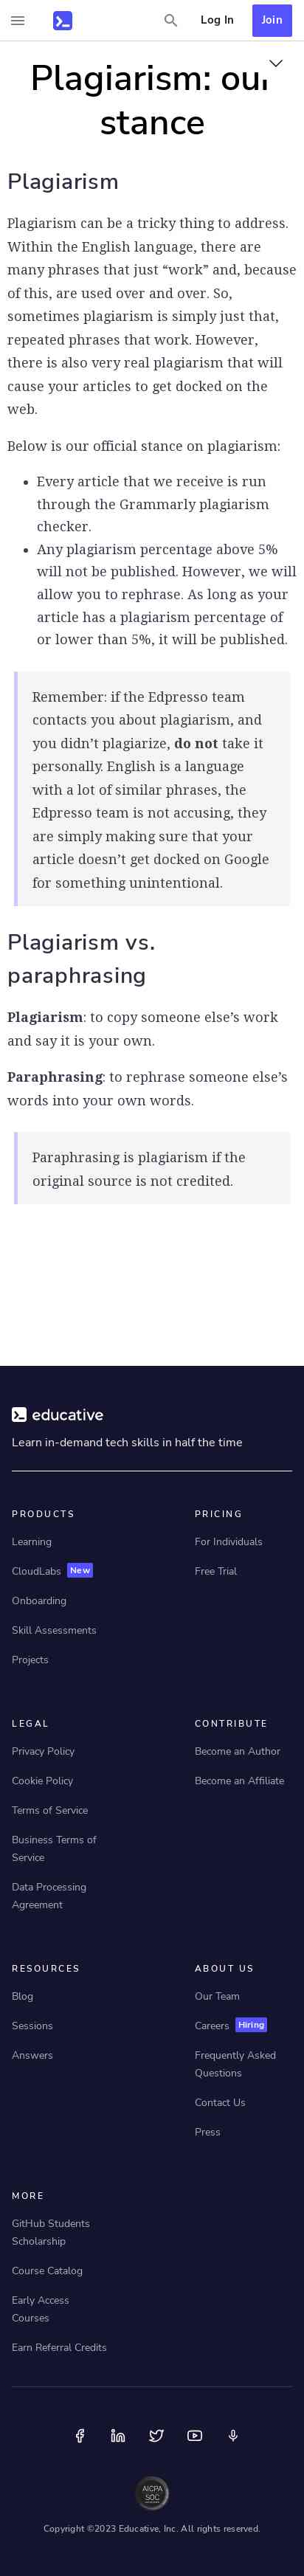 Log In
Join
Plagiarism: our
stance
Plagiarism
Plagiarism can be a tricky thing to address.
Within the English language, there are
many phrases that just “work” and, because
of this, are used over and over. So,
sometimes plagiarism is simply just that,
repeated phrases that work. However,
there is also very real plagiarism that will
cause your articles to get docked on the
web.
Below is our official stance on plagiarism:
• Every article that we receive is run
through the Grammarly plagiarism
checker.
• Any plagiarism percentage above 5%
will not be published. However, we will
allow you to rephrase. As long as your
article has a plagiarism percentage of
or lower than 5%, it will be published.
Remember: if the Edpresso team
contacts you about plagiarism, and
you didn’t plagiarize, do not take it
personally. English is a language
with a lot of similar phrases, the
Edpresso team is not accusing, they
are simply making sure that your
article doesn’t get docked on Google
for something unintentional.
Plagiarism vs.
paraphrasing
Plagiarism: to copy someone else’s work
and say it is your own.
Paraphrasing: to rephrase someone else’s
words into your own words.
Paraphrasing is plagiarism if the
original source is not credited.
educative
Learn in-demand tech skills in half the time
PRODUCTS
Learning
CloudLabs New
Onboarding
Skill Assessments
Projects
PRICING
For Individuals
Free Trial
LEGAL
Privacy Policy
Cookie Policy
Terms of Service
Business Terms of
Service
Data Processing
Agreement
CONTRIBUTE
Become an Author
Become an Affiliate
RESOURCES
Blog
Sessions
Answers
ABOUT US
Our Team
Careers Hiring
Frequently Asked
Questions
Contact Us
Press
MORE
GitHub Students
Scholarship
Course Catalog
Early Access
Courses
Earn Referral Credits
AICPA
SOC
Copyright ©2023 Educative, Inc. All rights reserved.